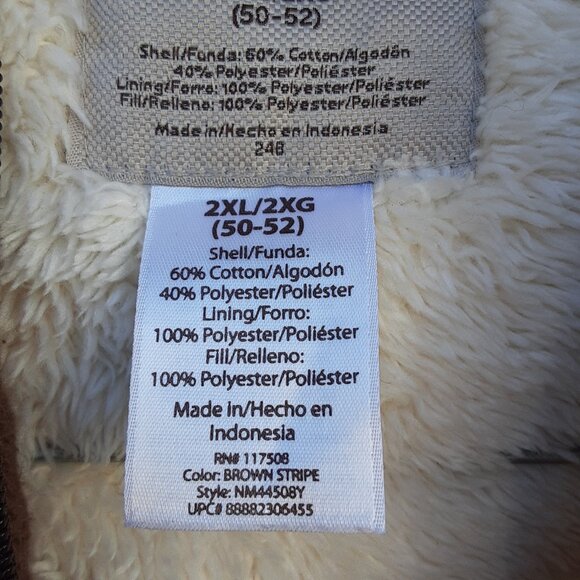 (50-52)
Shell/Funda: 60% Cotton/Algodón
40% Polyester/Poliéster
Lining/Forro: 100% Polyester/Poliéster
Fill/Relleno: 100% Polyester/Poliéster
Made in/Hecho en Indonesia
248
2XL/2XG
(50-52)
Shell/Funda:
60% Cotton/Algodón
40% Polyester/Poliéster
Lining/Forro:
100% Polyester/Poliéster
Fill/Relleno:
100% Polyester/Poliéster
Made in/Hecho en
Indonesia
RN# 117508
Color: BROWN STRIPE
Style: NM44508Y
UPC# 88882306455